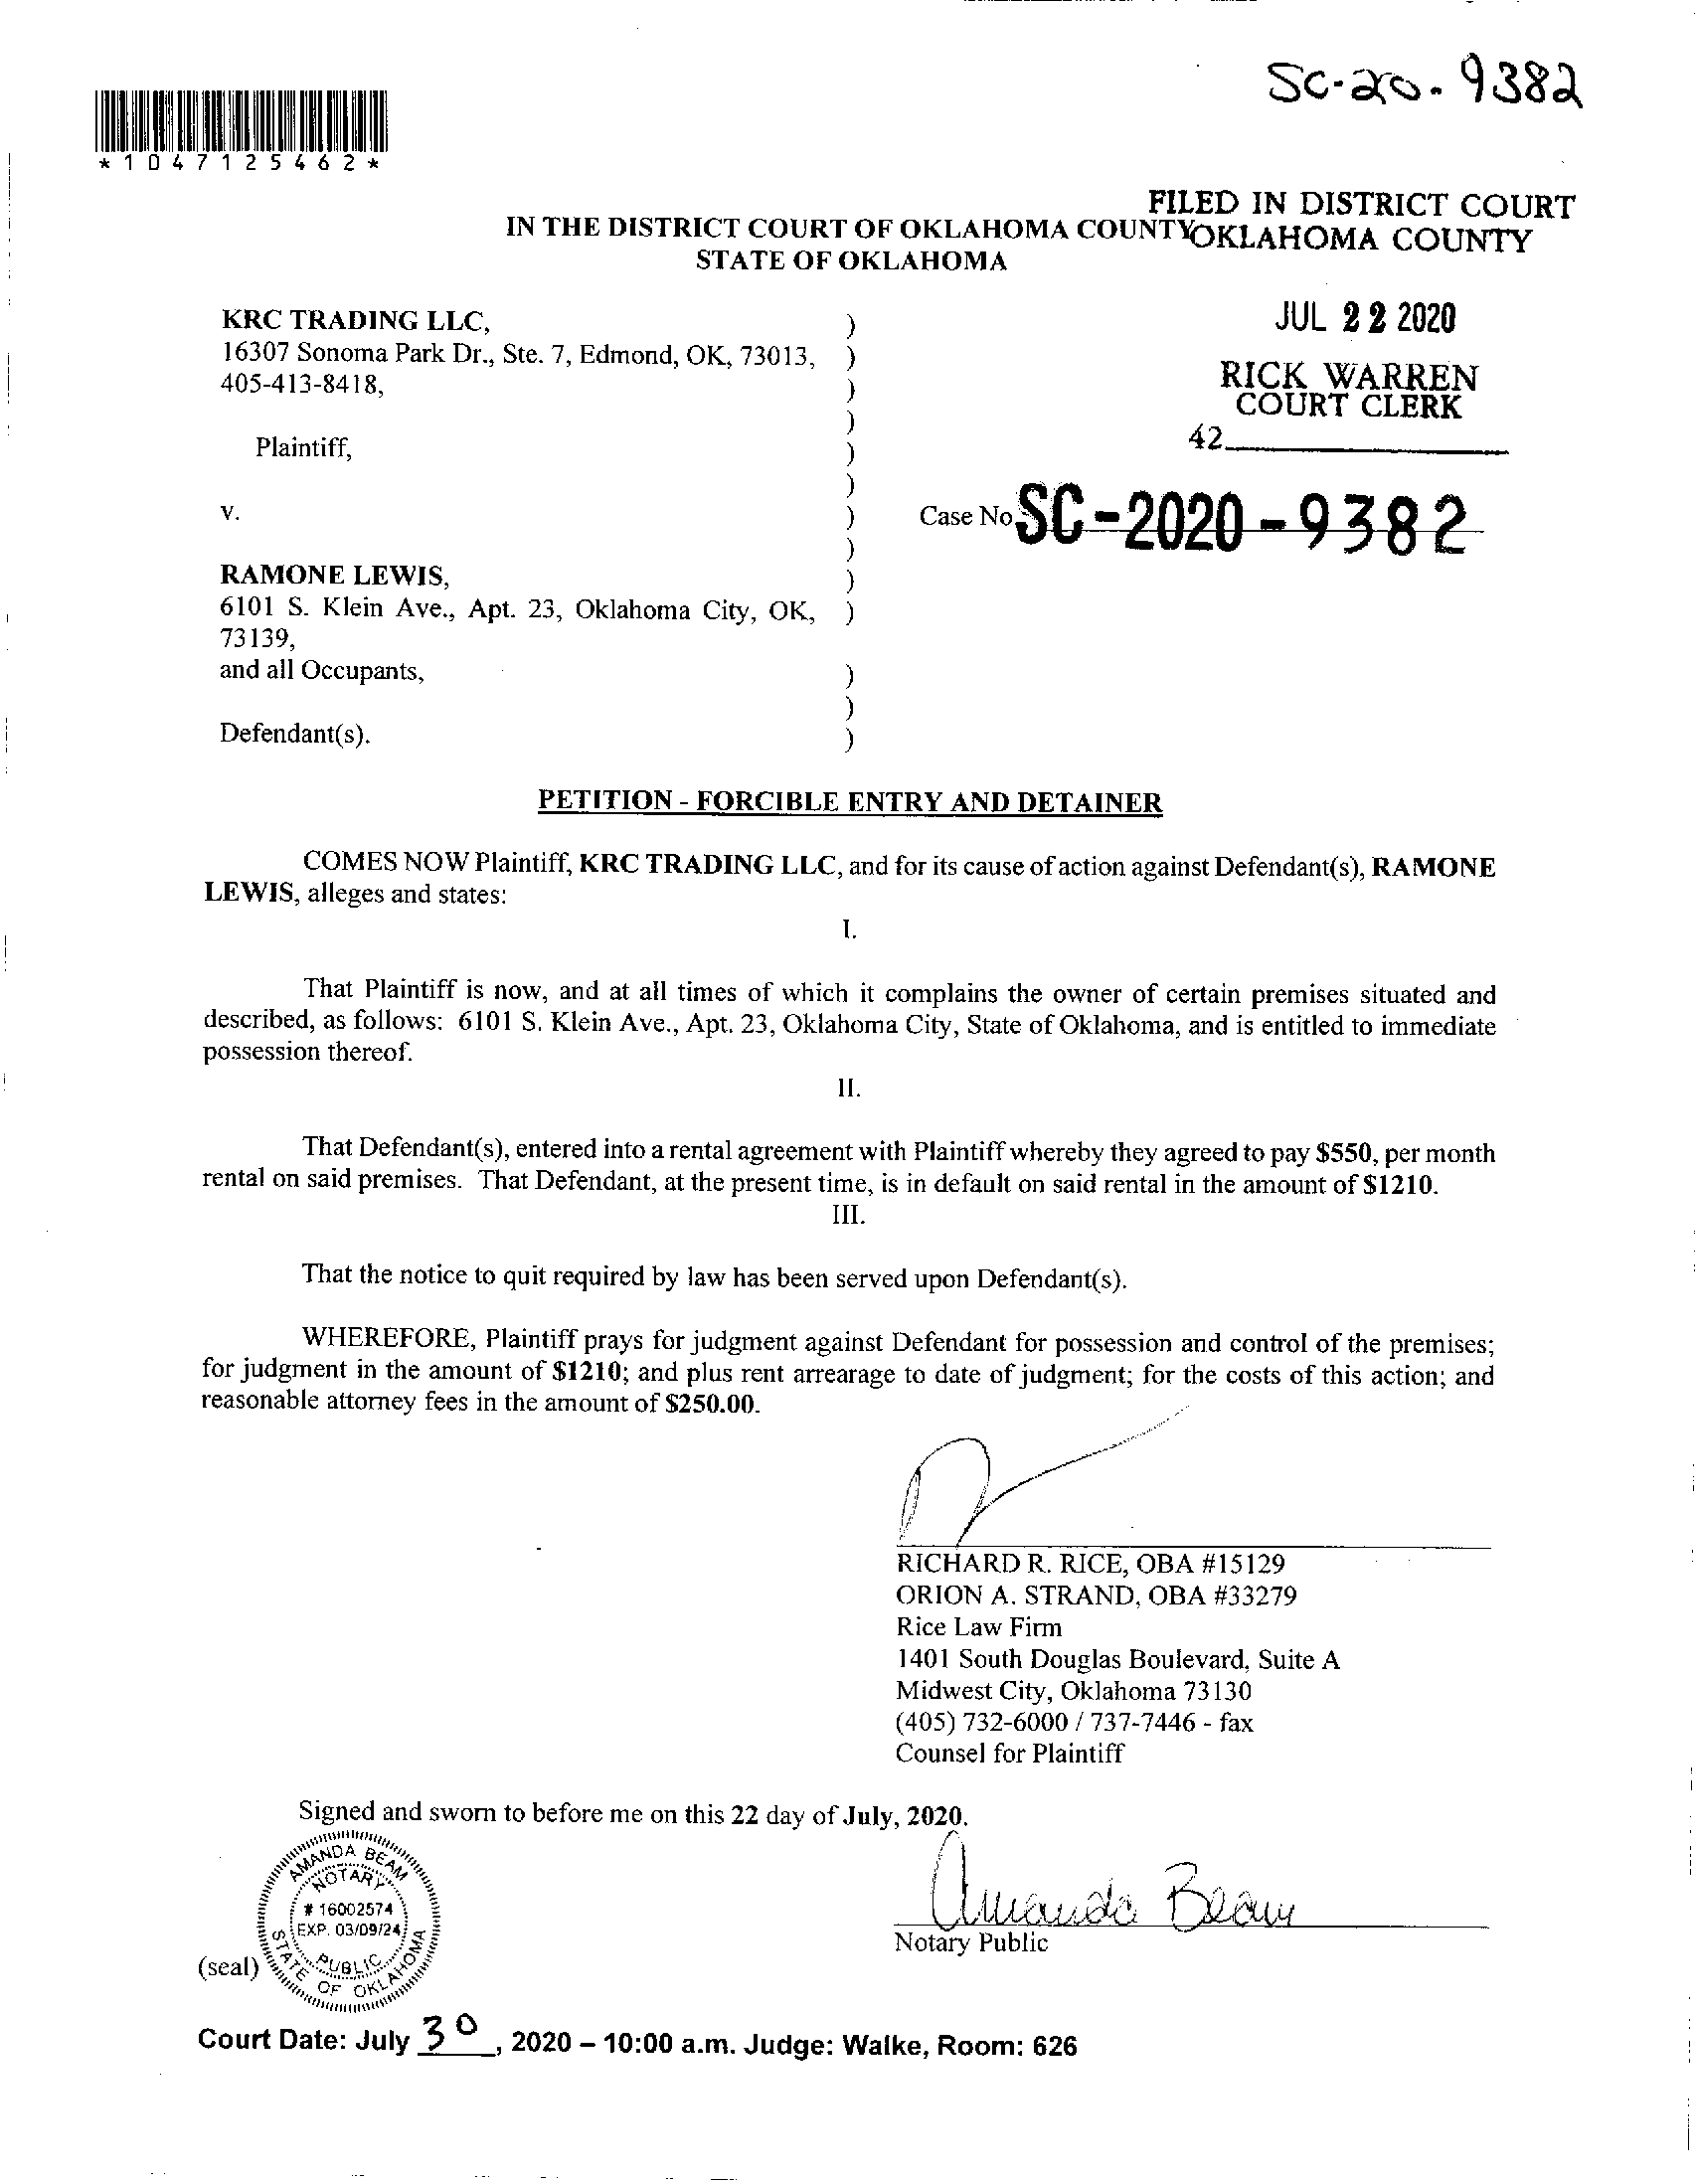 SC-20-9382
*1047125462*
FILED IN DISTRICT COURT
OKLAHOMA COUNTY
IN THE DISTRICT COURT OF OKLAHOMA COUNTY
STATE OF OKLAHOMA
JUL 22 2020
RICK WARREN
COURT CLERK
42
KRC TRADING LLC, )
16307 Sonoma Park Dr., Ste. 7, Edmond, OK, 73013, )
405-413-8418, )
)
Plaintiff, )
)
v. ) Case No SC-2020-9382
)
RAMONE LEWIS, )
6101 S. Klein Ave., Apt. 23, Oklahoma City, OK, )
73139,
and all Occupants, )
)
Defendant(s). )
PETITION - FORCIBLE ENTRY AND DETAINER
COMES NOW Plaintiff, KRC TRADING LLC, and for its cause of action against Defendant(s), RAMONE
LEWIS, alleges and states:
I.
That Plaintiff is now, and at all times of which it complains the owner of certain premises situated and
described, as follows: 6101 S. Klein Ave., Apt. 23, Oklahoma City, State of Oklahoma, and is entitled to immediate
possession thereof.
II.
That Defendant(s), entered into a rental agreement with Plaintiff whereby they agreed to pay $550, per month
rental on said premises. That Defendant, at the present time, is in default on said rental in the amount of $1210.
III.
That the notice to quit required by law has been served upon Defendant(s).
WHEREFORE, Plaintiff prays for judgment against Defendant for possession and control of the premises;
for judgment in the amount of $1210; and plus rent arrearage to date of judgment; for the costs of this action; and
reasonable attorney fees in the amount of $250.00.
RICHARD R. RICE, OBA #15129
ORION A. STRAND, OBA #33279
Rice Law Firm
1401 South Douglas Boulevard, Suite A
Midwest City, Oklahoma 73130
(405) 732-6000 / 737-7446 - fax
Counsel for Plaintiff
Signed and sworn to before me on this 22 day of July, 2020.
AMANDA BEAM
NOTARY
# 16002574
EXP. 03/09/24
PUBLIC
STATE OF OKLAHOMA
Amanda Beam
Notary Public
(seal)
Court Date: July 30, 2020 – 10:00 a.m. Judge: Walke, Room: 626